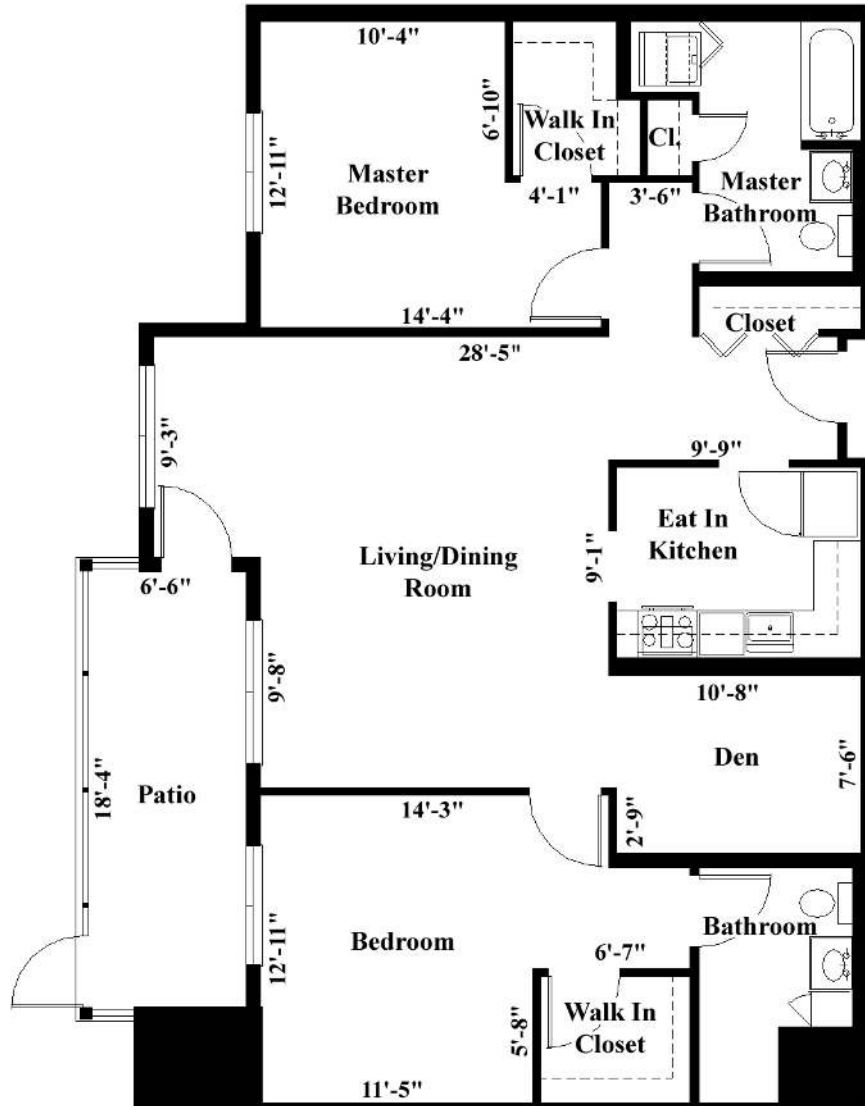 10'-4"
6'-10"
Walk In
Closet
Cl.
12'-11"
Master
Bedroom
4'-1"
3'-6"
Master
Bathroom
14'-4"
28'-5"
Closet
9'-3"
9'-9"
Eat In
Kitchen
9'-1"
Living/Dining
Room
6'-6"
9'-8"
10'-8"
Den
7'-6"
18'-4"
Patio
14'-3"
2'-9"
12'-11"
Bedroom
Bathroom
6'-7"
5'-8"
Walk In
Closet
11'-5"